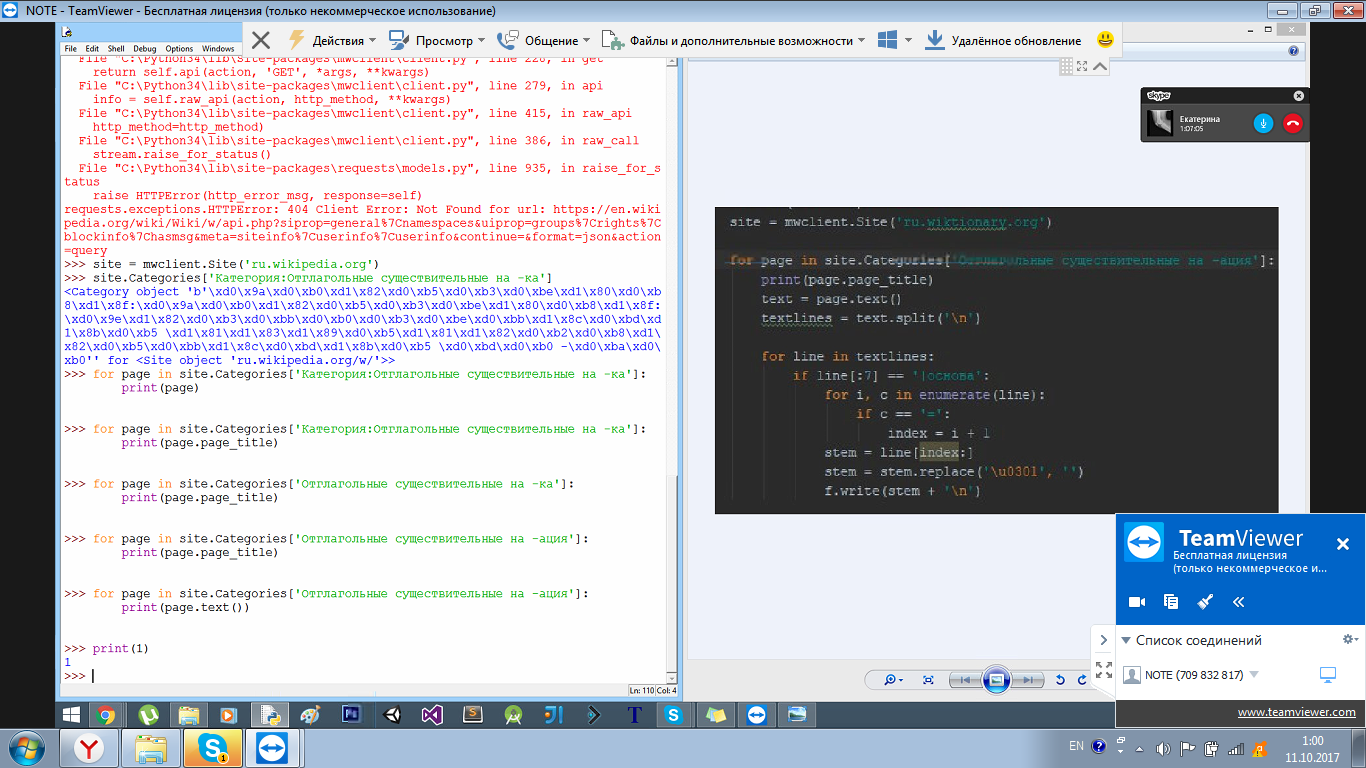 NOTE - TeamViewer - Бесплатная лицензия (только некоммерческое использование)
Действия
Просмотр
Общение
Файлы и дополнительные возможности
Удалённое обновление
File Edit Shell Debug Options Windows
File "C:\Python34\lib\site-packages\mwclient\client.py", line 226, in get
return self.api(action, 'GET', *args, **kwargs)
File "C:\Python34\lib\site-packages\mwclient\client.py", line 279, in api
info = self.raw_api(action, http_method, **kwargs)
File "C:\Python34\lib\site-packages\mwclient\client.py", line 415, in raw_api
http_method=http_method)
File "C:\Python34\lib\site-packages\mwclient\client.py", line 386, in raw_call
stream.raise_for_status()
File "C:\Python34\lib\site-packages\requests\models.py", line 935, in raise_for_s
tatus
raise HTTPError(http_error_msg, response=self)
requests.exceptions.HTTPError: 404 Client Error: Not Found for url: https://en.wiki
pedia.org/wiki/Wiki/w/api.php?siprop=general%7Cnamespaces&uiprop=groups%7Crights%7C
blockinfo%7Chasmsg&meta=siteinfo%7Cuserinfo%7Cuserinfo&continue=&format=json&action
=query
>>> site = mwclient.Site('ru.wikipedia.org')
>>> site.Categories['Категория:Отглагольные существительные на -ка']
<Category object 'b'\xd0\x9a\xd0\xb0\xd1\x82\xd0\xb5\xd0\xb3\xd0\xbe\xd1\x80\xd0\xb
8\xd1\x8f:\xd0\x9a\xd0\xb0\xd1\x82\xd0\xb5\xd0\xb3\xd0\xbe\xd1\x80\xd0\xb8\xd1\x8f:
\xd0\x9e\xd1\x82\xd0\xb3\xd0\xbb\xd0\xb0\xd0\xb3\xd0\xbe\xd0\xbb\xd1\x8c\xd0\xbd\xd
1\x8b\xd0\xb5 \xd1\x81\xd1\x83\xd1\x89\xd0\xb5\xd1\x81\xd1\x82\xd0\xb2\xd0\xb8\xd1\
x82\xd0\xb5\xd0\xbb\xd1\x8c\xd0\xbd\xd1\x8b\xd0\xb5 \xd0\xbd\xd0\xb0 -\xd0\xba\xd0\
xb0'' for <Site object 'ru.wikipedia.org/w/'>>
>>> for page in site.Categories['Категория:Отглагольные существительные на -ка']:
print(page)
>>> for page in site.Categories['Категория:Отглагольные существительные на -ка']:
print(page.page_title)
>>> for page in site.Categories['Отглагольные существительные на -ка']:
print(page.page_title)
>>> for page in site.Categories['Отглагольные существительные на -ация']:
print(page.page_title)
>>> for page in site.Categories['Отглагольные существительные на -ация']:
print(page.text())
>>> print(1)
1
>>>
Ln: 110 Col: 4
skype
Екатерина
1:07:05
site = mwclient.Site('ru.wiktionary.org')
for page in site.Categories['Отглагольные существительные на -ация']:
print(page.page_title)
text = page.text()
textlines = text.split('\n')
for line in textlines:
if line[:7] == '|основа':
for i, c in enumerate(line):
if c == '=':
index = i + 1
stem = line[index:]
stem = stem.replace('\u0301', '')
f.write(stem + '\n')
TeamViewer
Бесплатная лицензия
(только некоммерческое и...
Список соединений
NOTE (709 832 817)
www.teamviewer.com
EN
1:00
11.10.2017